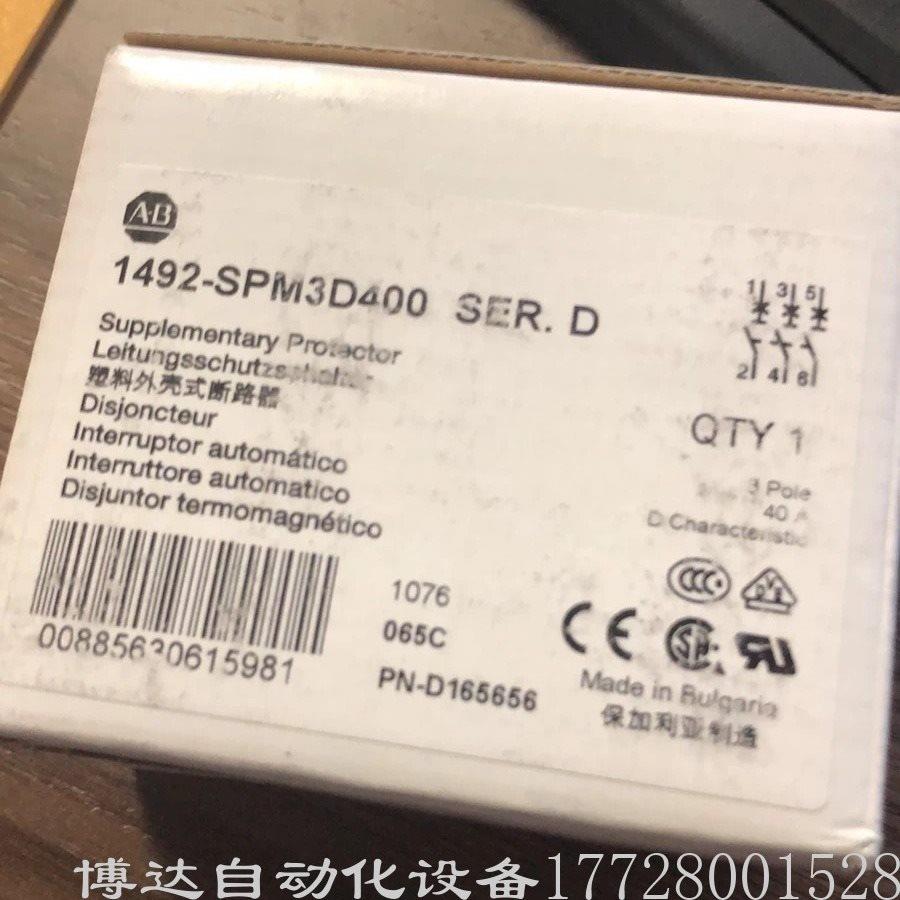 A-B
1492-SPM3D400 SER. D
Supplementary Protector
Leitungsschutzschalter
塑料外壳式断路器
Disjoncteur
Interruptor automático
Interruttore automatico
Disjuntor termomagnético
1 3 5
2 4 6
QTY 1
3 Pole
40 A
D Characteristic
00885630615981
1076
065C
PN-D165656
CCC
CE
Made in Bulgaria
保加利亚制造
博达自动化设备17728001528